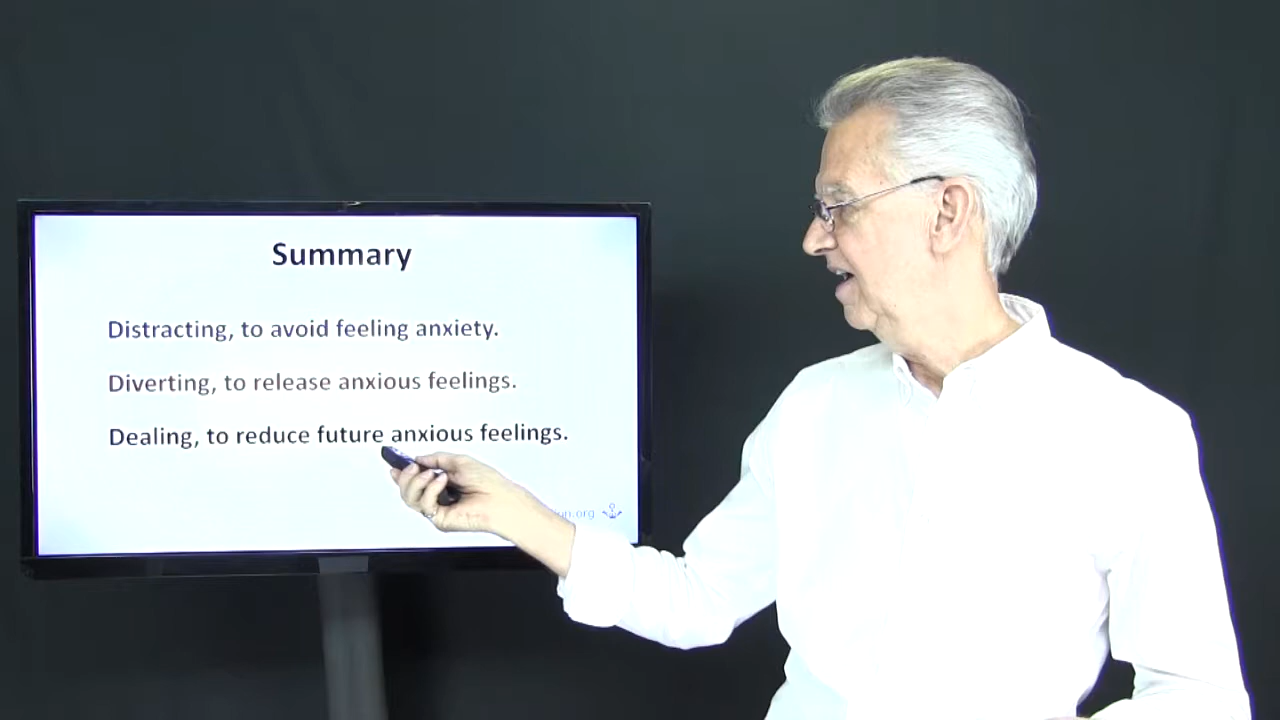 Summary
Distracting, to avoid feeling anxiety.
Diverting, to release anxious feelings.
Dealing, to reduce future anxious feelings.